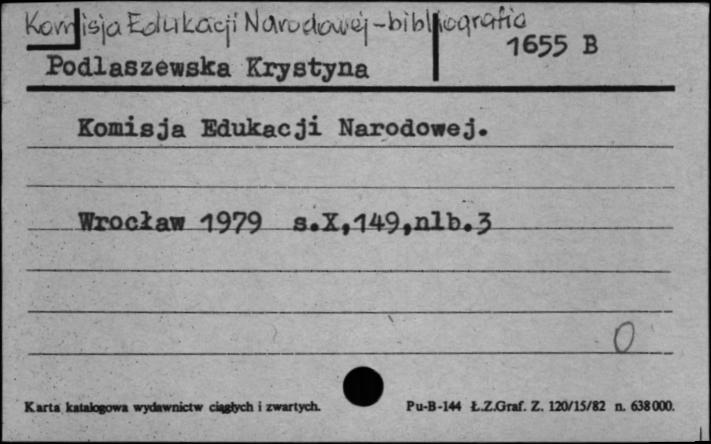 Komisja Edukacji Narodowej - bibliografia
1655 B
Podlaszewska Krystyna
Komisja Edukacji Narodowej.
Wrocław 1979 s.X,149,nlb.3
0
Karta katalogowa wydawnictw ciągłych i zwartych. Pu-B-144 Ł.Z.Graf. Z. 120/15/82 n. 638000.